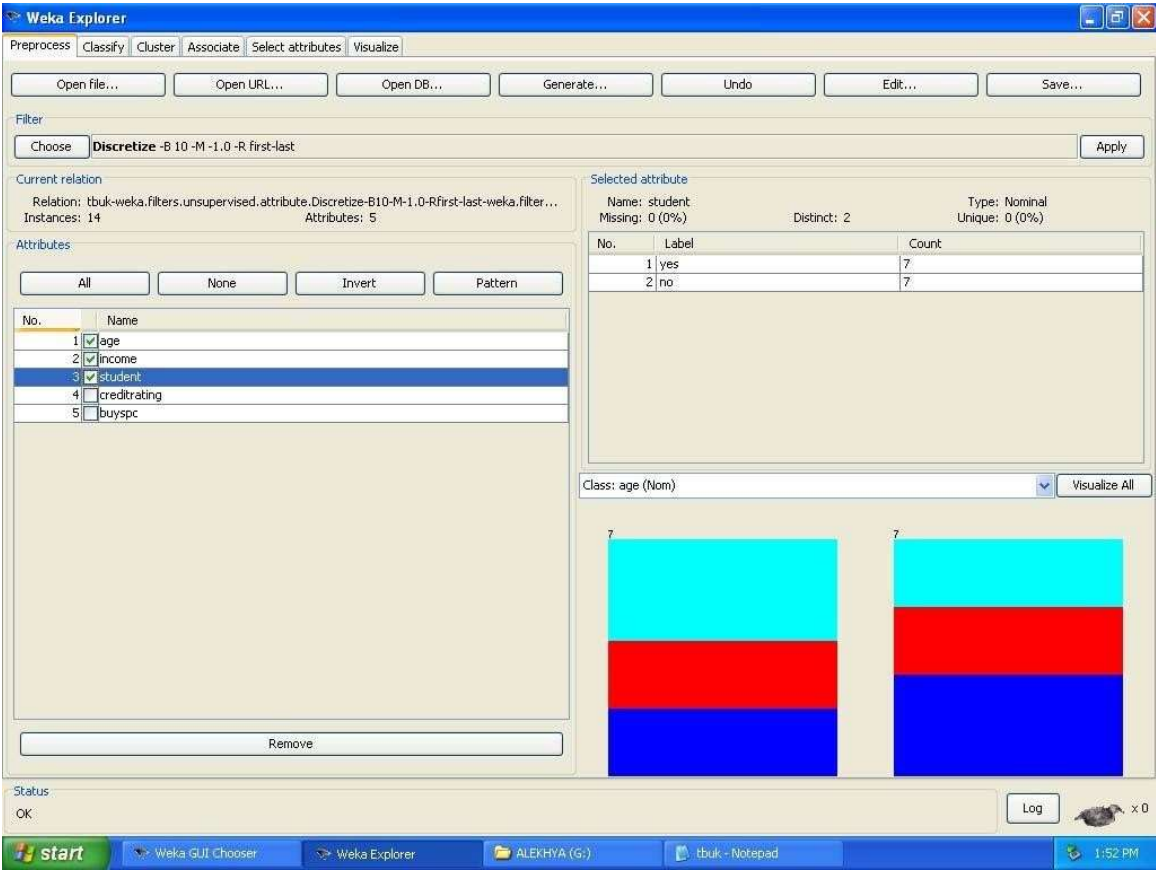 Weka Explorer
Preprocess Classify Cluster Associate Select attributes Visualize
Open file... Open URL... Open DB... Generate... Undo Edit... Save...
Filter
Choose Discretize -B 10 -M -1.0 -R first-last Apply
Current relation
Relation: tbuk-weka.filters.unsupervised.attribute.Discretize-B10-M-1.0-Rfirst-last-weka.filter...
Instances: 14 Attributes: 5
Selected attribute
Name: student Type: Nominal
Missing: 0 (0%) Distinct: 2 Unique: 0 (0%)
No. Label Count
1 yes 7
2 no 7
Attributes
All None Invert Pattern
No. Name
1 age
2 income
3 student
4 creditrating
5 buyspc
Remove
Class: age (Nom) Visualize All
7 7
Status
OK
Log x 0
start Weka GUI Chooser Weka Explorer ALEKHYA (G:) tbuk - Notepad 1:52 PM